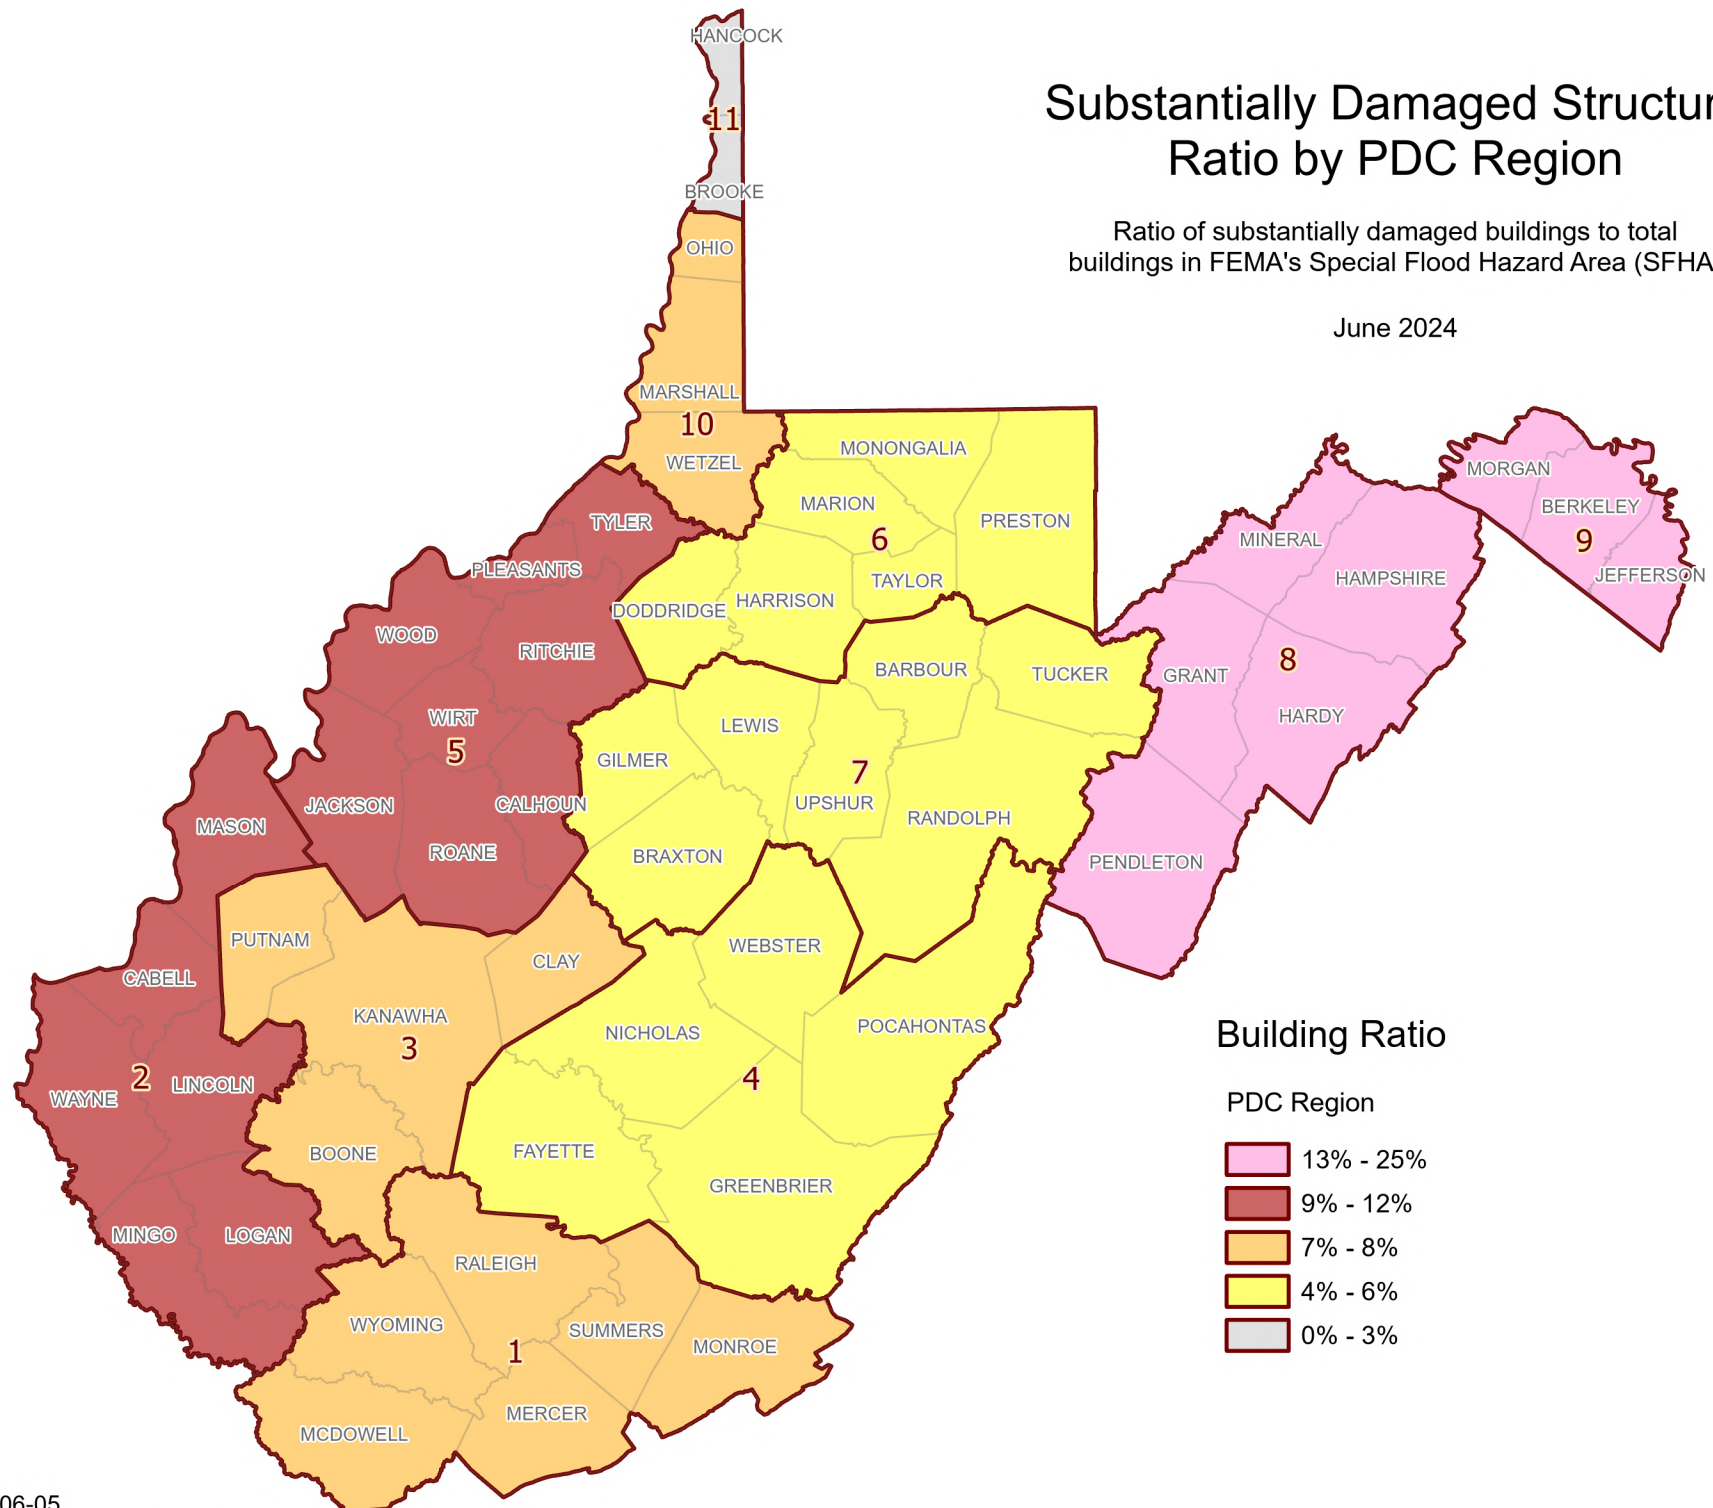 Substantially Damaged Structur
Ratio by PDC Region
Ratio of substantially damaged buildings to total
buildings in FEMA's Special Flood Hazard Area (SFHA
June 2024
HANCOCK
11
BROOKE
OHIO
MARSHALL
10
WETZEL
MONONGALIA
MARION
PRESTON
6
TAYLOR
HARRISON
DODDRIDGE
TYLER
PLEASANTS
WOOD
RITCHIE
WIRT
5
JACKSON
CALHOUN
ROANE
MORGAN
BERKELEY
9
JEFFERSON
MINERAL
HAMPSHIRE
8
GRANT
HARDY
PENDLETON
BARBOUR
TUCKER
LEWIS
GILMER
7
UPSHUR
RANDOLPH
BRAXTON
MASON
PUTNAM
CABELL
CLAY
KANAWHA
3
2
LINCOLN
WAYNE
BOONE
MINGO
LOGAN
WEBSTER
NICHOLAS
POCAHONTAS
4
FAYETTE
GREENBRIER
RALEIGH
WYOMING
SUMMERS
1
MONROE
MERCER
MCDOWELL
Building Ratio
PDC Region
13% - 25%
9% - 12%
7% - 8%
4% - 6%
0% - 3%
06-05